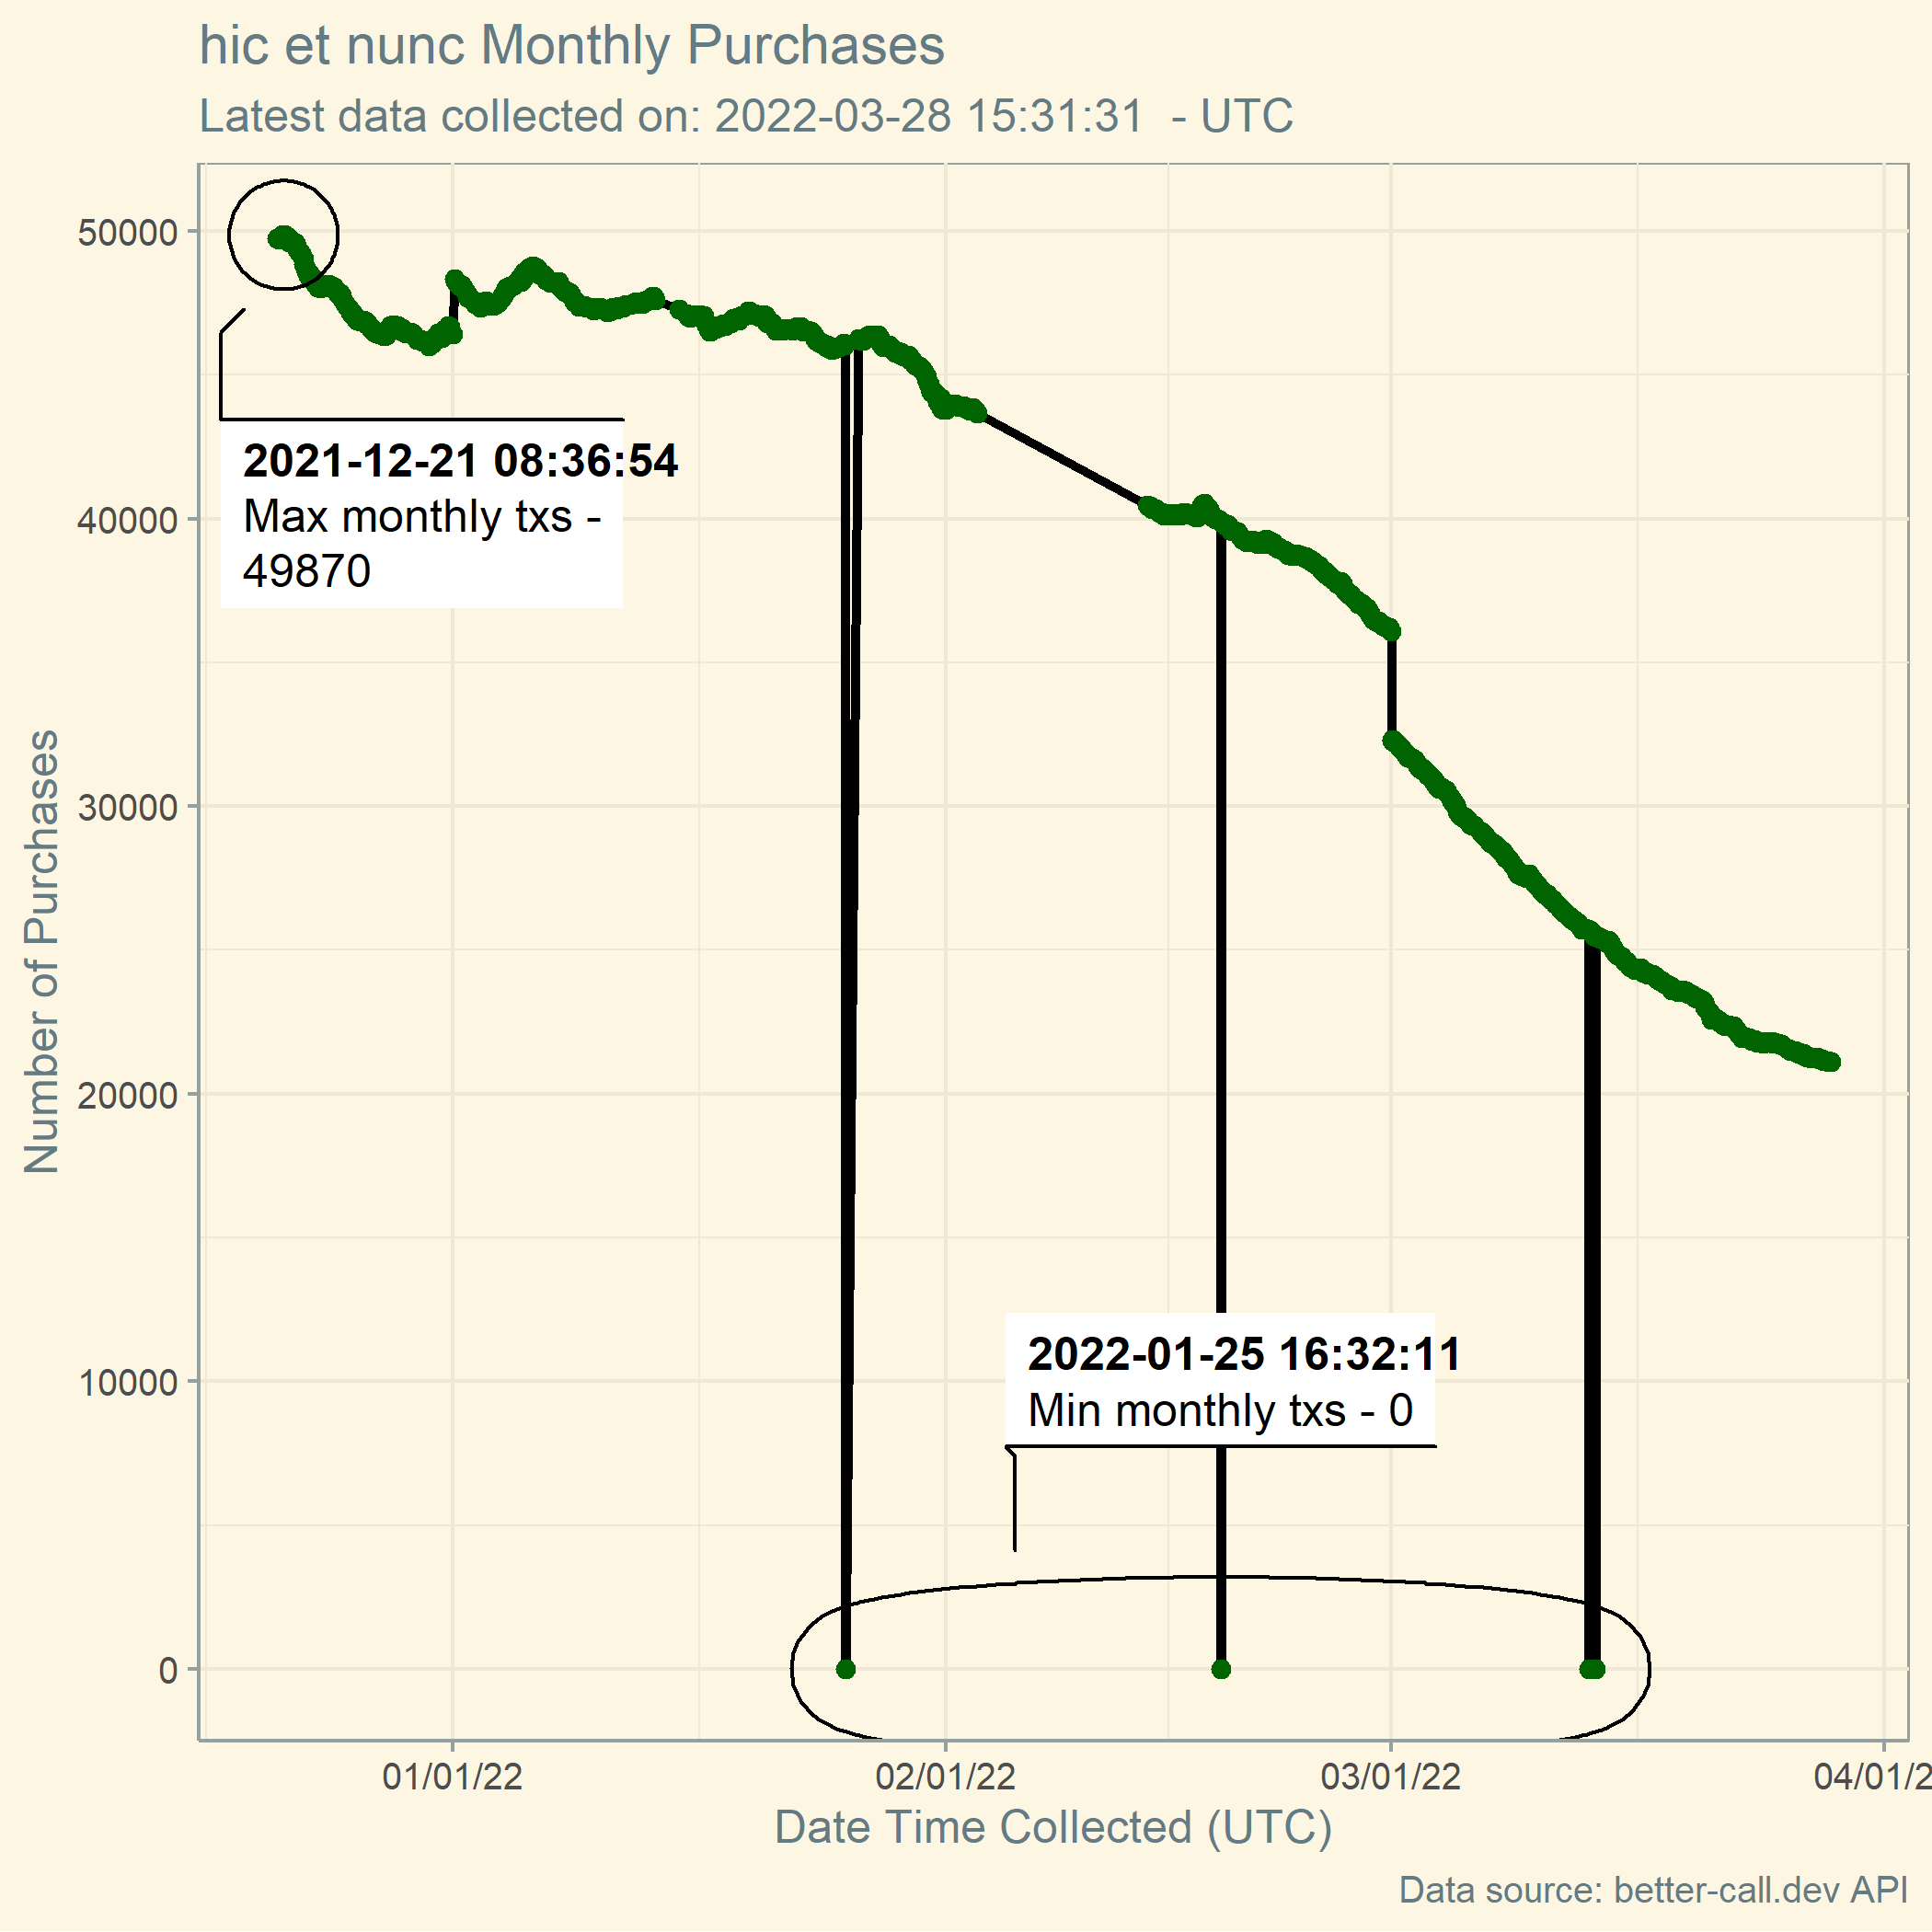 hic et nunc Monthly Purchases
Latest data collected on: 2022-03-28 15:31:31 - UTC
Number of Purchases
50000
40000
30000
20000
10000
0
2021-12-21 08:36:54
Max monthly txs -
49870
2022-01-25 16:32:11
Min monthly txs - 0
01/01/22 02/01/22 03/01/22 04/01/2
Date Time Collected (UTC)
Data source: better-call.dev API